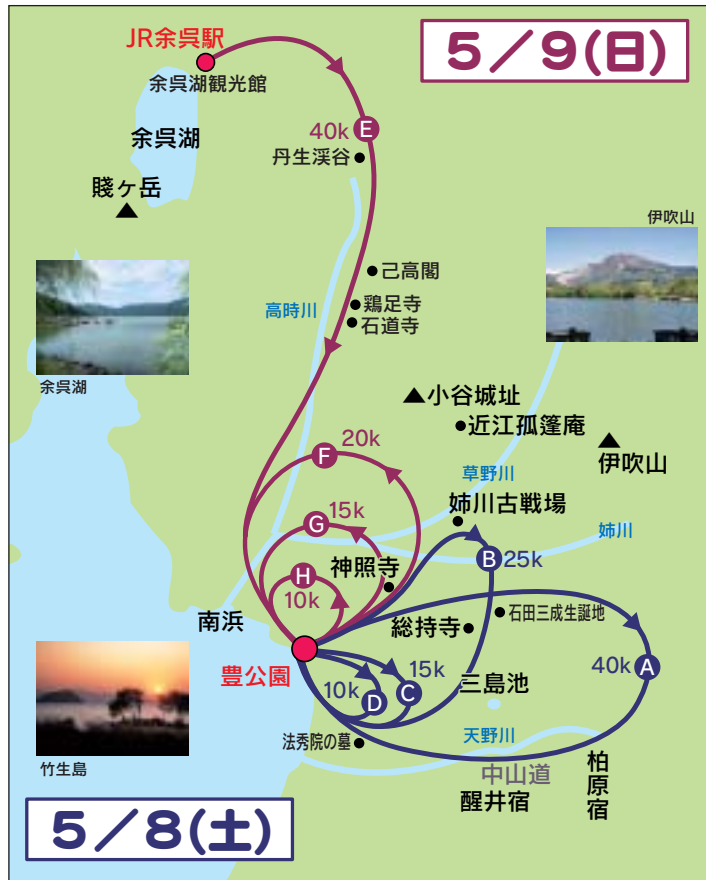 JR余呉駅
5／9(日)
余呉湖観光館
40k
E
余呉湖
丹生渓谷
賤ヶ岳
伊吹山
己高閣
高時川
鶏足寺
石道寺
余呉湖
小谷城址
近江孤篷庵
20k
F
伊吹山
草野川
姉川古戦場
15k
G
姉川
B
25k
H
神照寺
10k
南浜
石田三成生誕地
総持寺
豊公園
15k
40k
A
10k
D
C
三島池
法秀院の墓
天野川
竹生島
中山道
柏原宿
醒井宿
5／8(土)